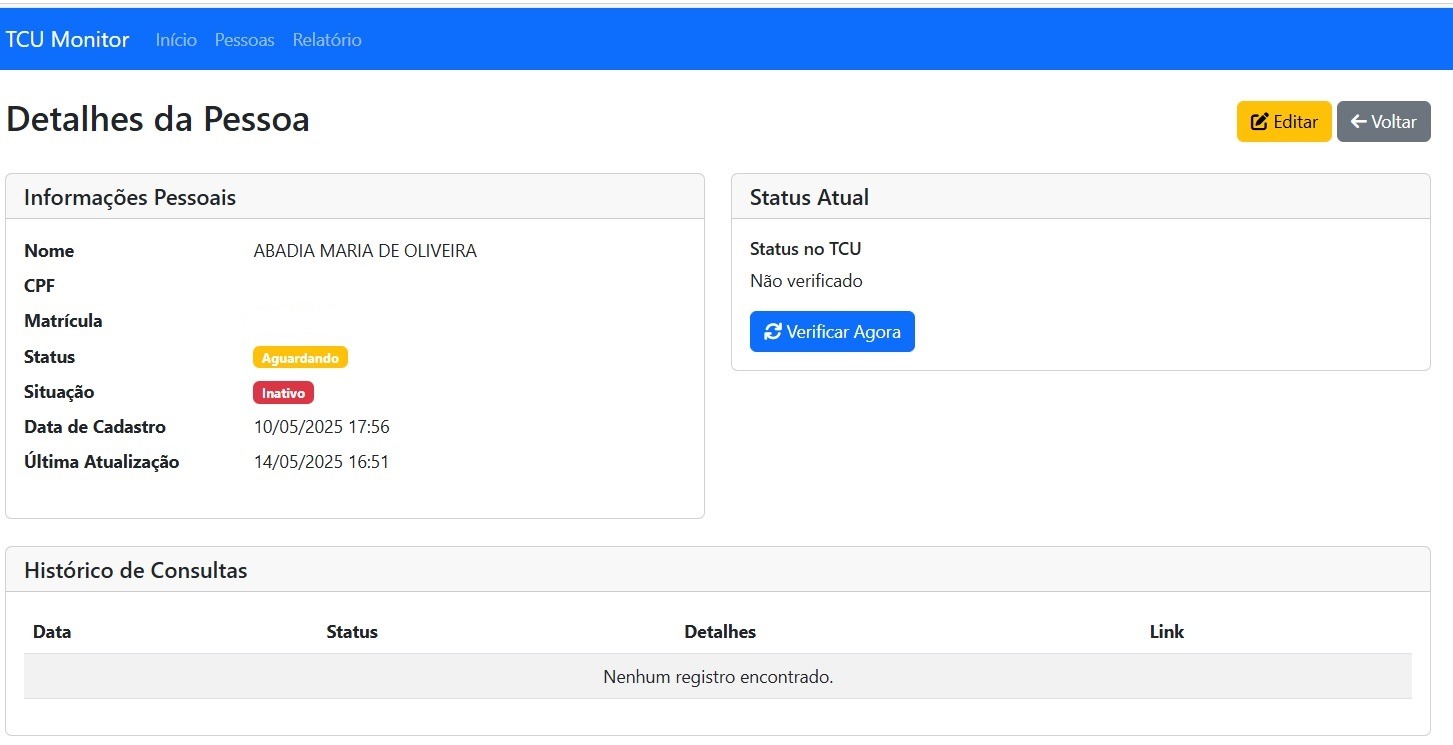 TCU Monitor Início Pessoas Relatório
Detalhes da Pessoa
Editar Voltar
Informações Pessoais
Nome ABADIA MARIA DE OLIVEIRA
CPF
Matrícula
Status Aguardando
Situação Inativo
Data de Cadastro 10/05/2025 17:56
Última Atualização 14/05/2025 16:51
Status Atual
Status no TCU
Não verificado
Verificar Agora
Histórico de Consultas
Data Status Detalhes Link
Nenhum registro encontrado.